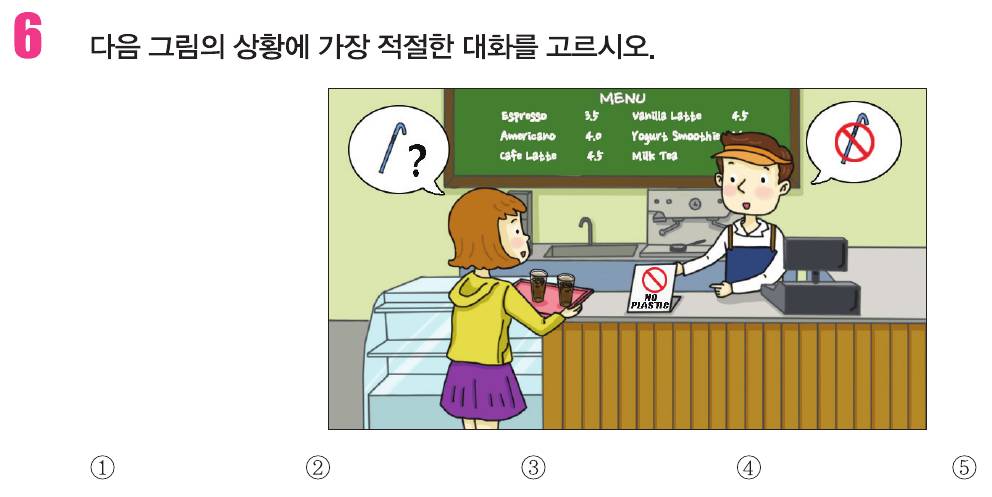 6 다음 그림의 상황에 가장 적절한 대화를 고르시오.
MENU
Espresso 3.5 Vanilla Latte 4.5
Americano 4.0 Yogurt Smoothie
Cafe Latte 4.5 Milk Tea
?
NO
PLASTIC
① ② ③ ④ ⑤